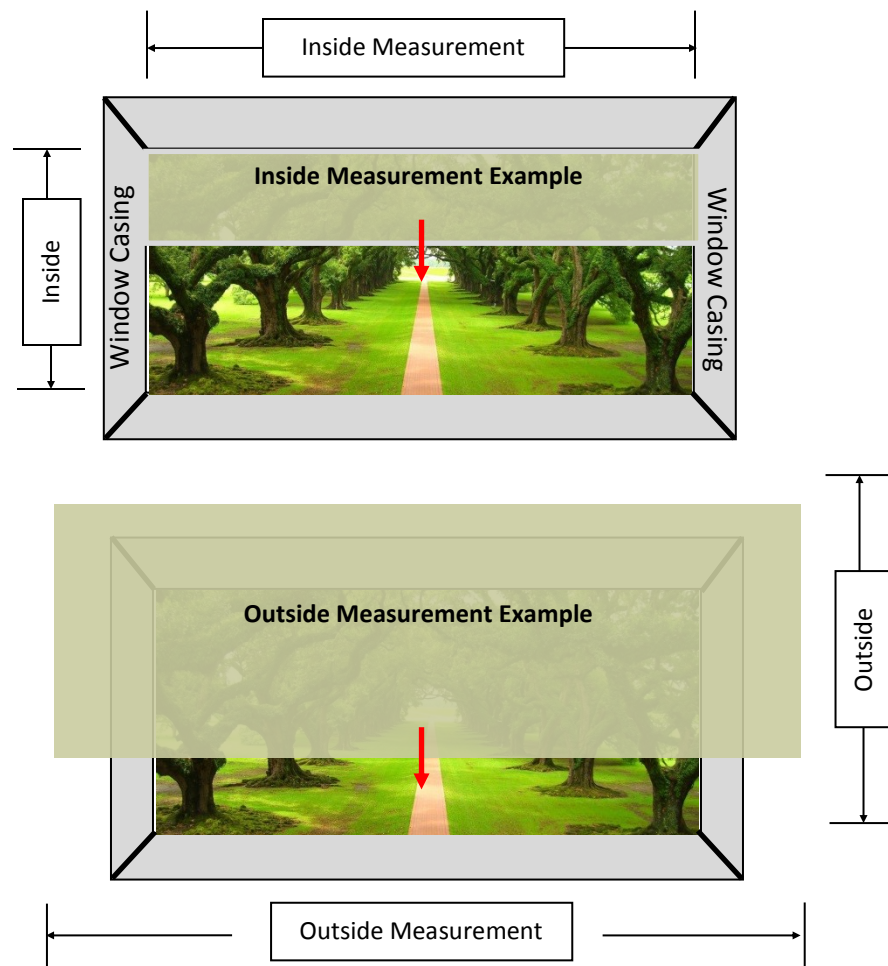 Inside Measurement
Inside Measurement Example
Inside
Window Casing
Window Casing
Outside Measurement Example
Outside
Outside Measurement